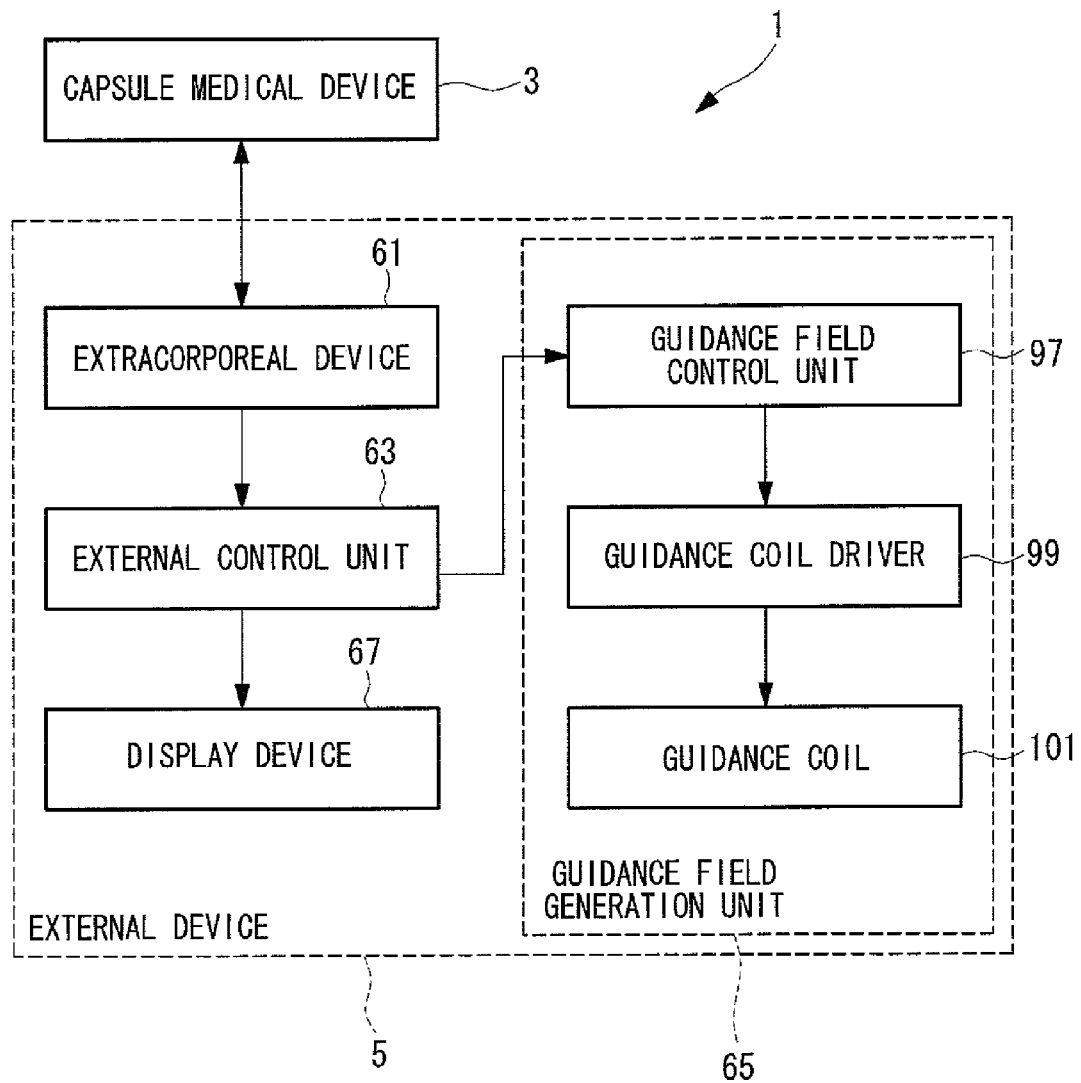 1
CAPSULE MEDICAL DEVICE
3
61
EXTRACORPOREAL DEVICE
GUIDANCE FIELD
CONTROL UNIT
97
63
EXTERNAL CONTROL UNIT
GUIDANCE COIL DRIVER
99
67
DISPLAY DEVICE
GUIDANCE COIL
101
GUIDANCE FIELD
GENERATION UNIT
EXTERNAL DEVICE
5
65